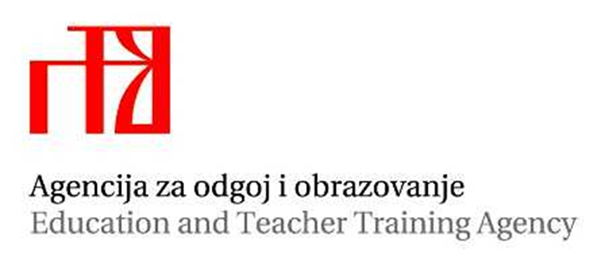 Agencija za odgoj i obrazovanje
Education and Teacher Training Agency